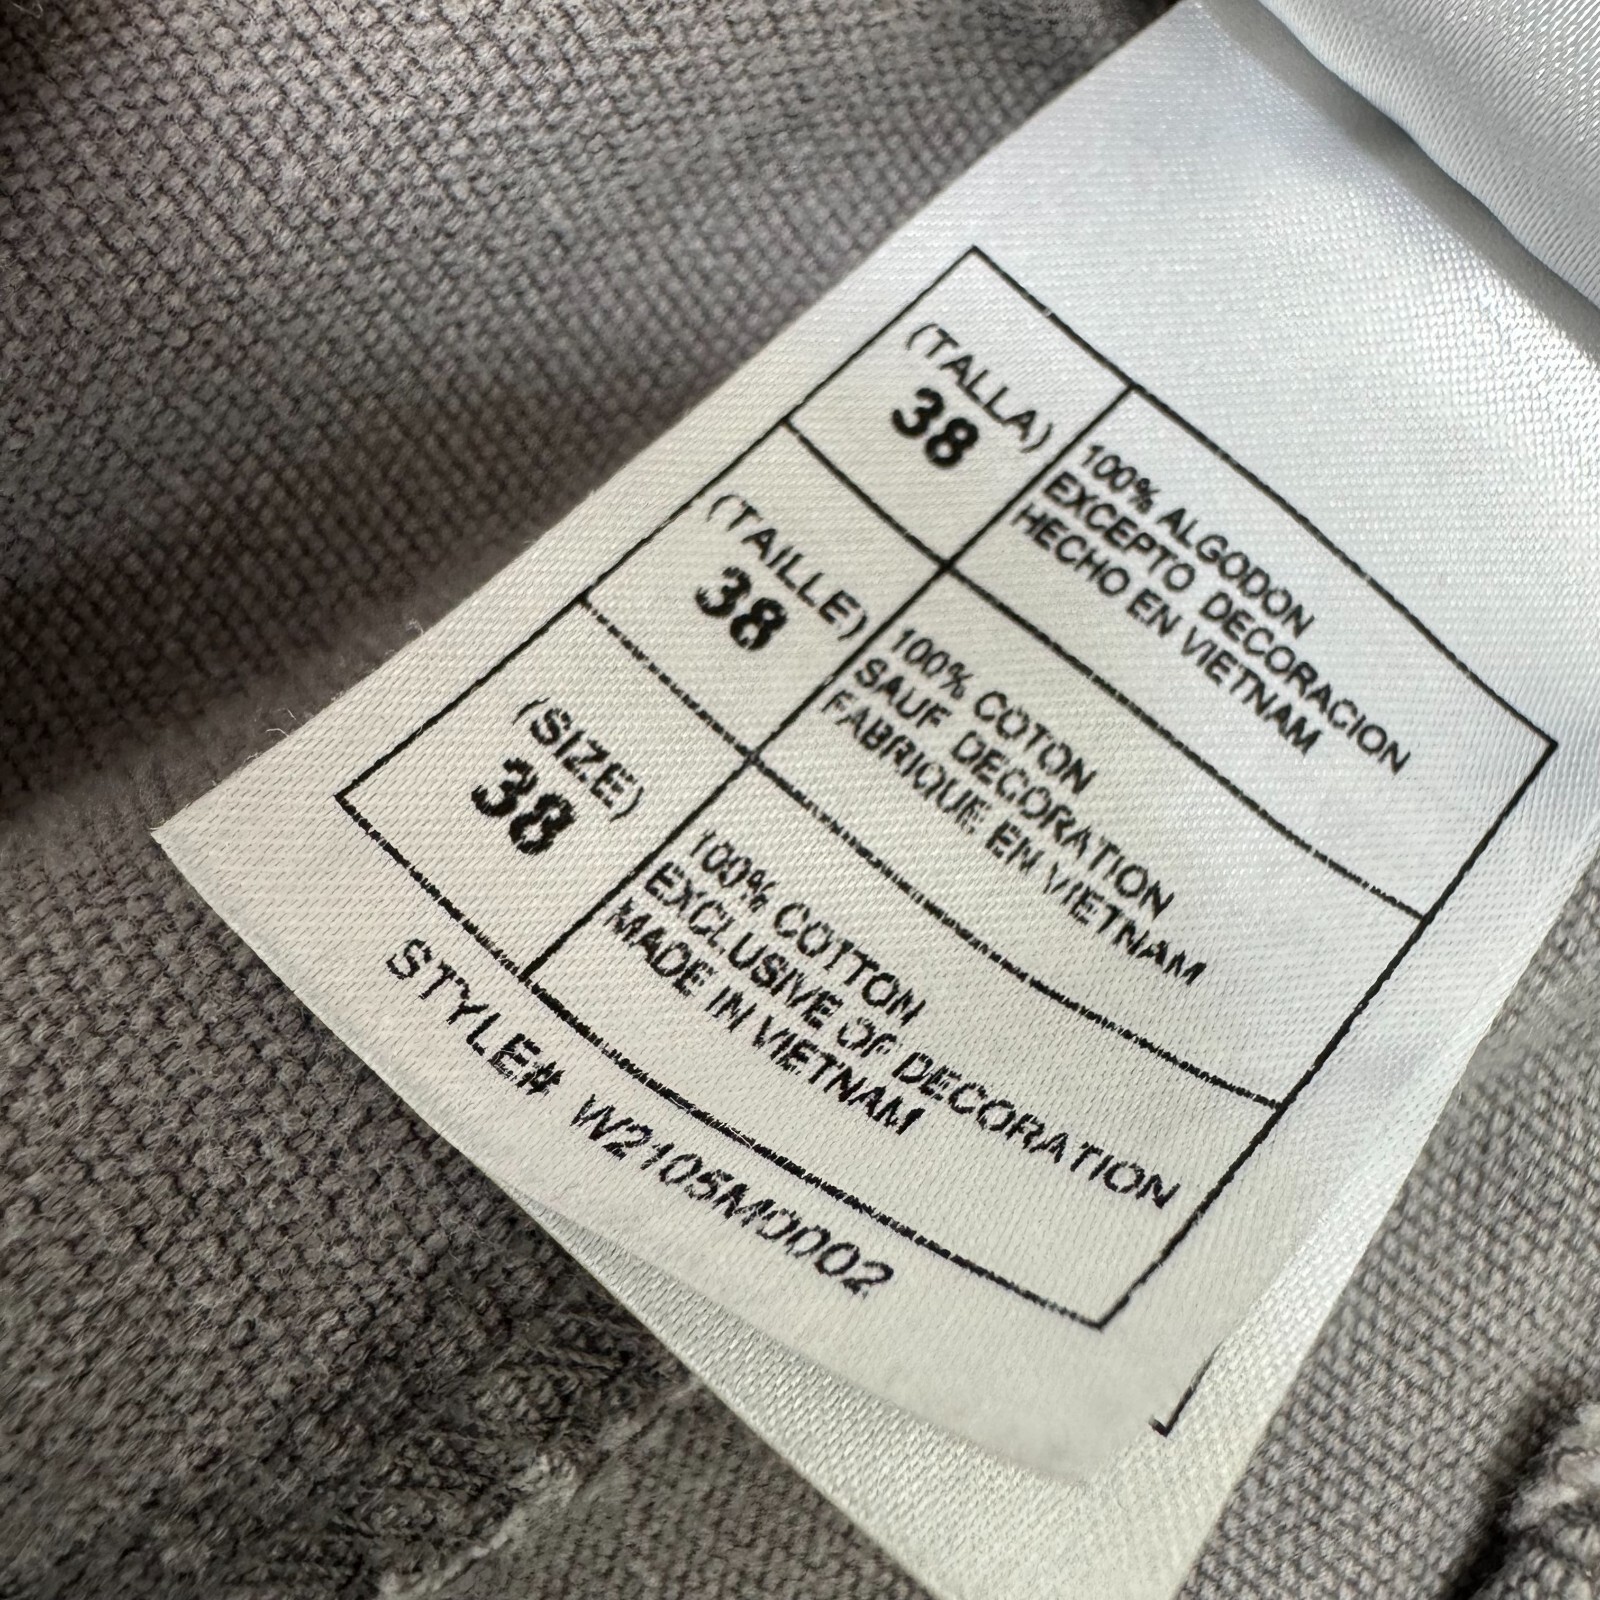 (TALLA)
38
100% ALGODON
EXCEPTO DECORACION
HECHO EN VIETNAM
(TAILLE)
38
100% COTON
SAUF DECORATION
FABRIQUE EN VIETNAM
(SIZE)
38
100% COTTON
EXCLUSIVE OF DECORATION
MADE IN VIETNAM
STYLE# W2105M0002